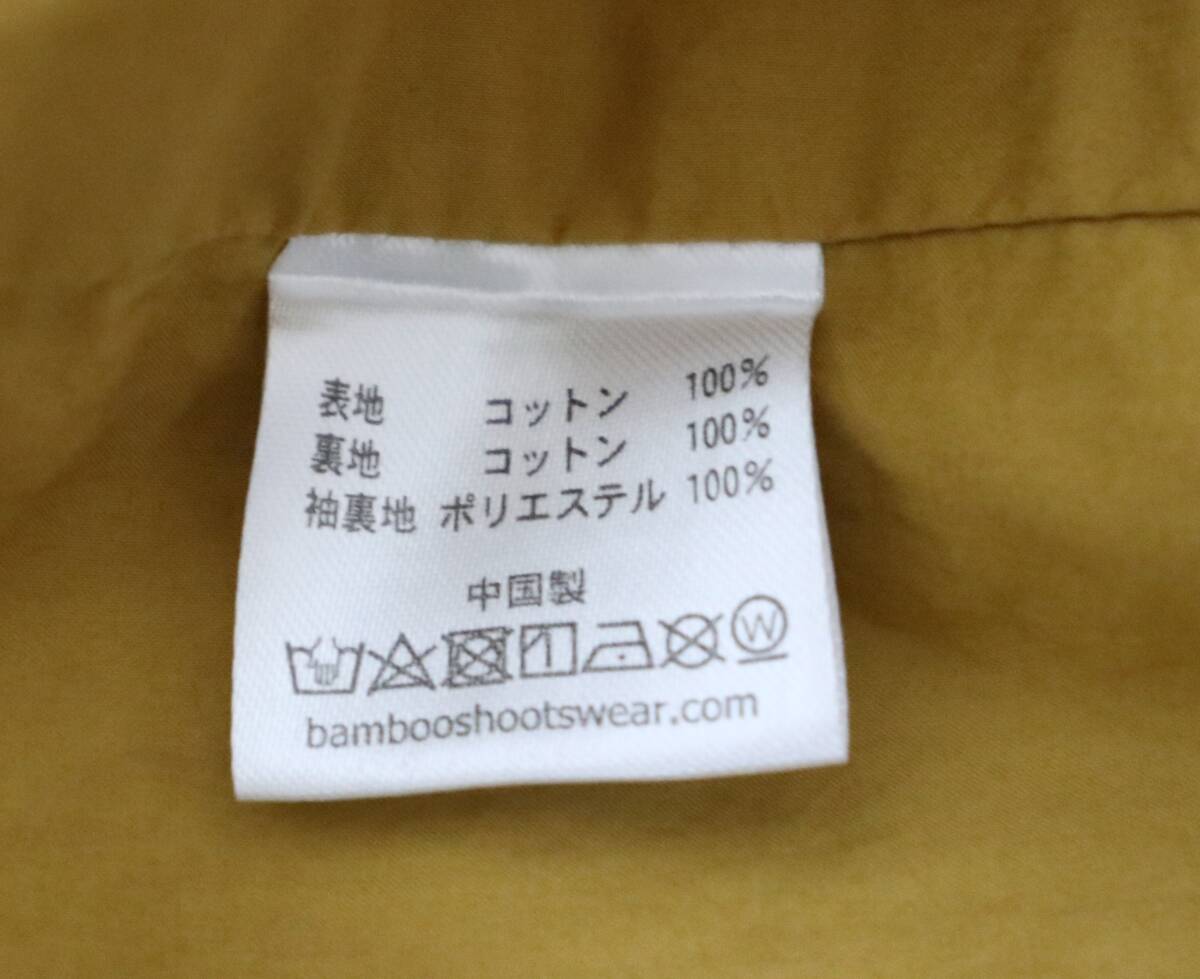 表地 コットン 100%
裏地 コットン 100%
袖裏地 ポリエステル 100%
中国製
W
bambooshootswear.com